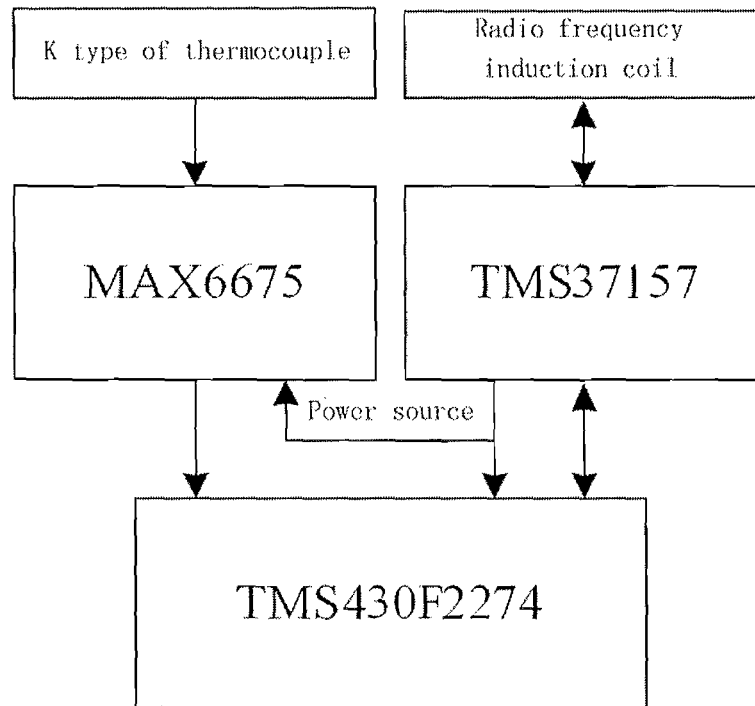 K type of thermocouple
Radio frequency
induction coil
MAX6675
TMS37157
Power source
TMS430F2274